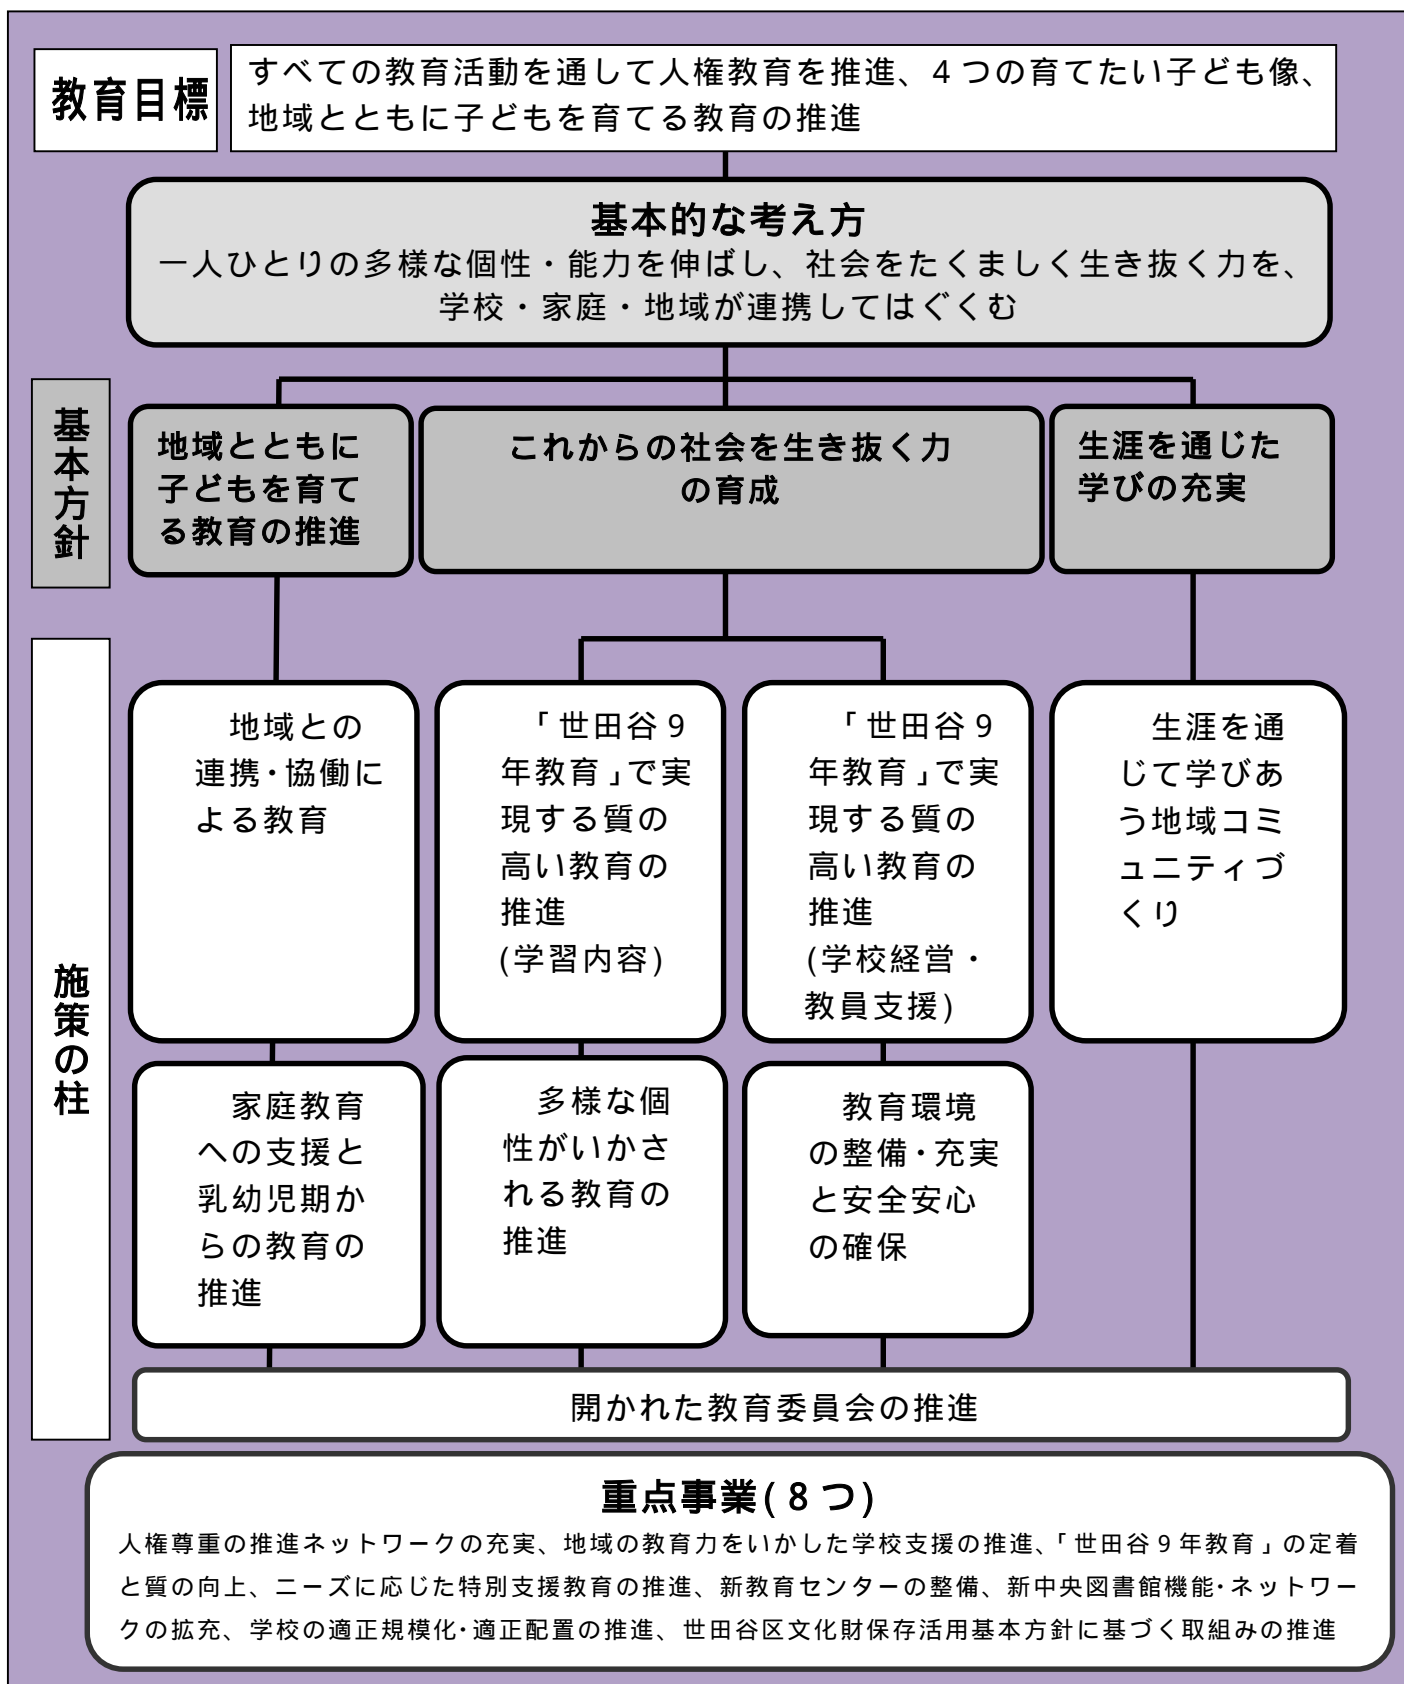 教育目標
すべての教育活動を通して人権教育を推進、４つの育てたい子ども像、
地域とともに子どもを育てる教育の推進
基本的な考え方
一人ひとりの多様な個性・能力を伸ばし、社会をたくましく生き抜く力を、
学校・家庭・地域が連携してはぐくむ
基本方針
地域とともに
子どもを育て
る教育の推進
これからの社会を生き抜く力
の育成
生涯を通じた
学びの充実
施策の柱
地域との
連携・協働に
よる教育
「世田谷９
年教育」で実
現する質の
高い教育の
推進
(学習内容)
「世田谷９
年教育」で実
現する質の
高い教育の
推進
(学校経営・
教員支援)
生涯を通
じて学びあ
う地域コミ
ュニティづ
くり
家庭教育
への支援と
乳幼児期か
らの教育の
推進
多様な個
性がいかさ
れる教育の
推進
教育環境
の整備・充実
と安全安心
の確保
開かれた教育委員会の推進
重点事業(８つ)
人権尊重の推進ネットワークの充実、地域の教育力をいかした学校支援の推進、「世田谷９年教育」の定着
と質の向上、ニーズに応じた特別支援教育の推進、新教育センターの整備、新中央図書館機能・ネットワー
クの拡充、学校の適正規模化・適正配置の推進、世田谷区文化財保存活用基本方針に基づく取組みの推進